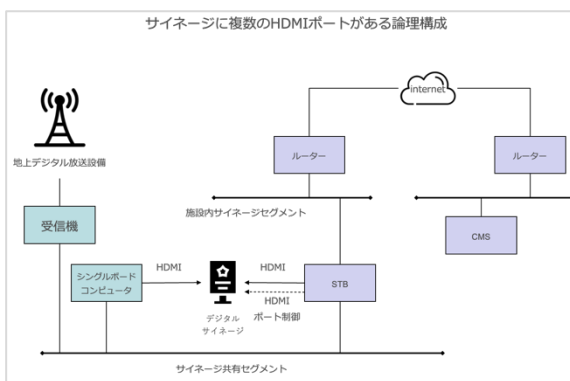 サイネージに複数のHDMIポートがある論理構成
internet
地上デジタル放送設備
ルーター
ルーター
施設内サイネージセグメント
受信機
CMS
シングルボード
コンピュータ
HDMI
HDMI
STB
HDMI
ポート制御
デジタル
サイネージ
サイネージ共有セグメント